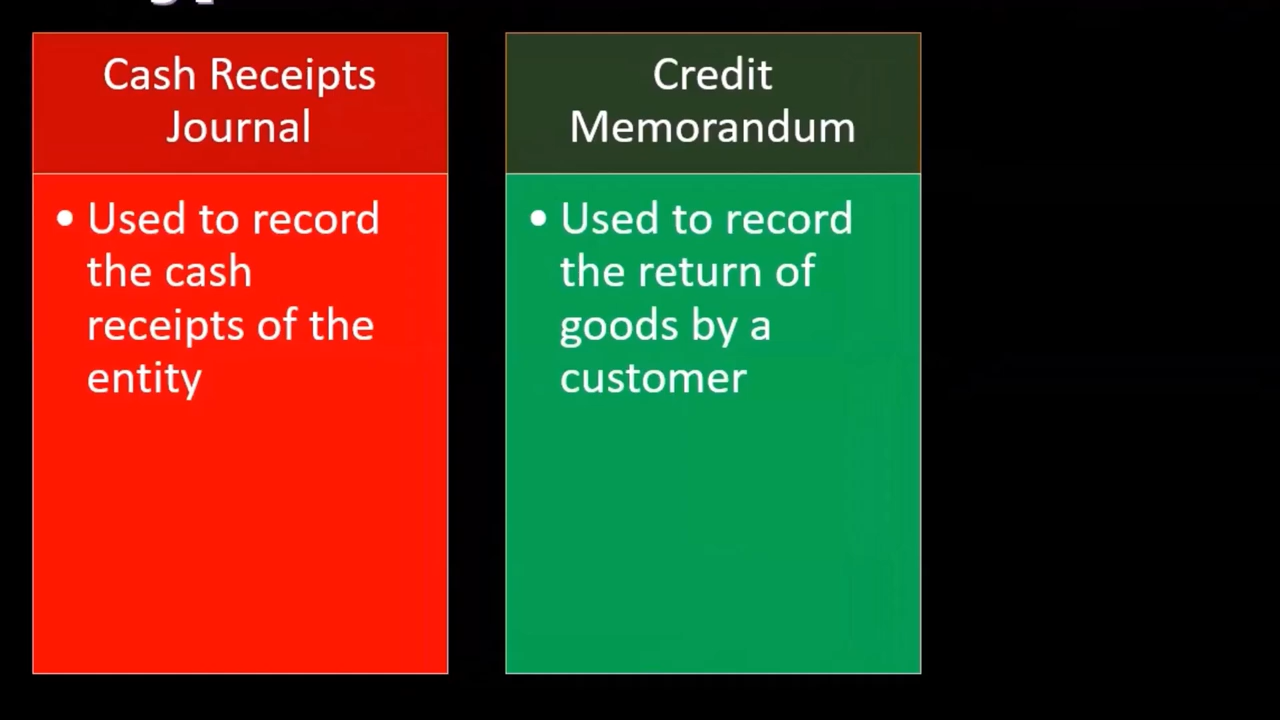 Cash Receipts
Journal
• Used to record
the cash
receipts of the
entity
Credit
Memorandum
• Used to record
the return of
goods by a
customer